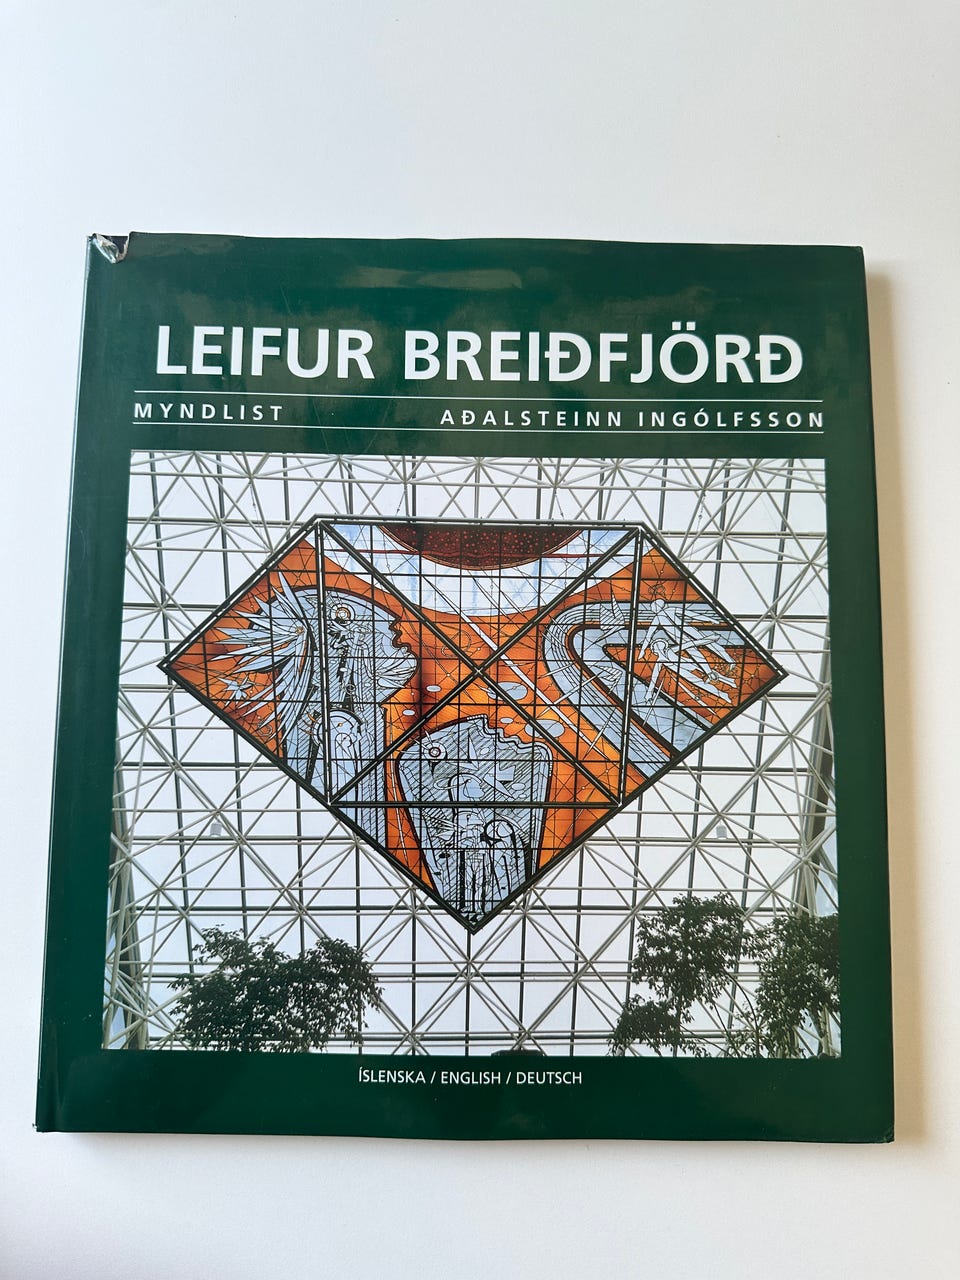 LEIFUR BREIÐFJÖRÐ
MYNDLIST AÐALSTEINN INGÓLFSSON
ÍSLENSKA / ENGLISH / DEUTSCH